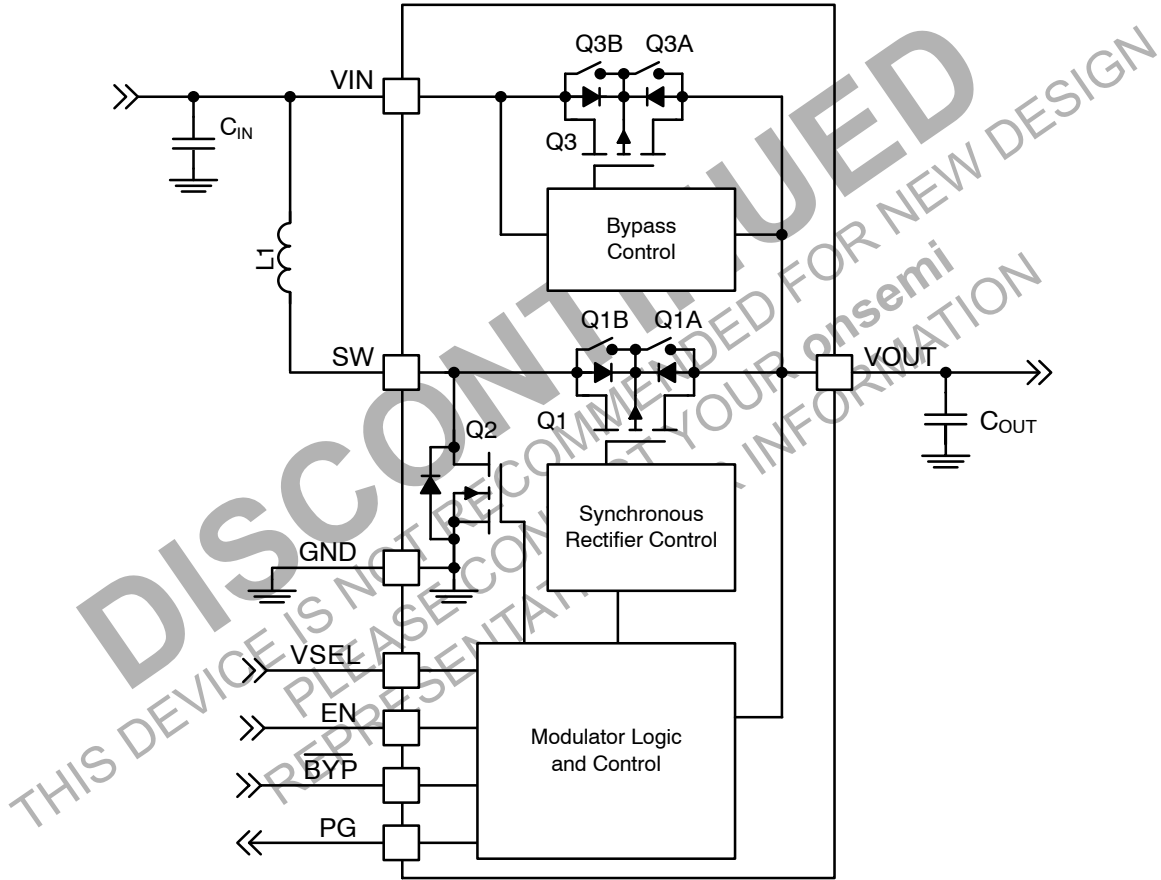 Q3B Q3A
VIN
C_IN
Q3
Bypass
Control
L1
Q1B Q1A
SW
VOUT
Q1
Q2
C_OUT
Synchronous
Rectifier Control
GND
VSEL
EN
Modulator Logic
and Control
BYP
PG
DISCONTINUED
THIS DEVICE IS NOT RECOMMENDED FOR NEW DESIGN
PLEASE CONTACT YOUR onsemi
REPRESENTATIVE FOR INFORMATION